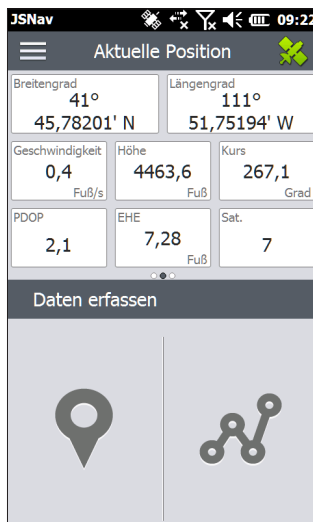 JSNav 09:22
Aktuelle Position
Breitengrad Längengrad
41° 111°
45,78201' N 51,75194' W
Geschwindigkeit Höhe Kurs
0,4 4463,6 267,1
Fuß/s Fuß Grad
PDOP EHE Sat.
2,1 7,28 7
Fuß
Daten erfassen